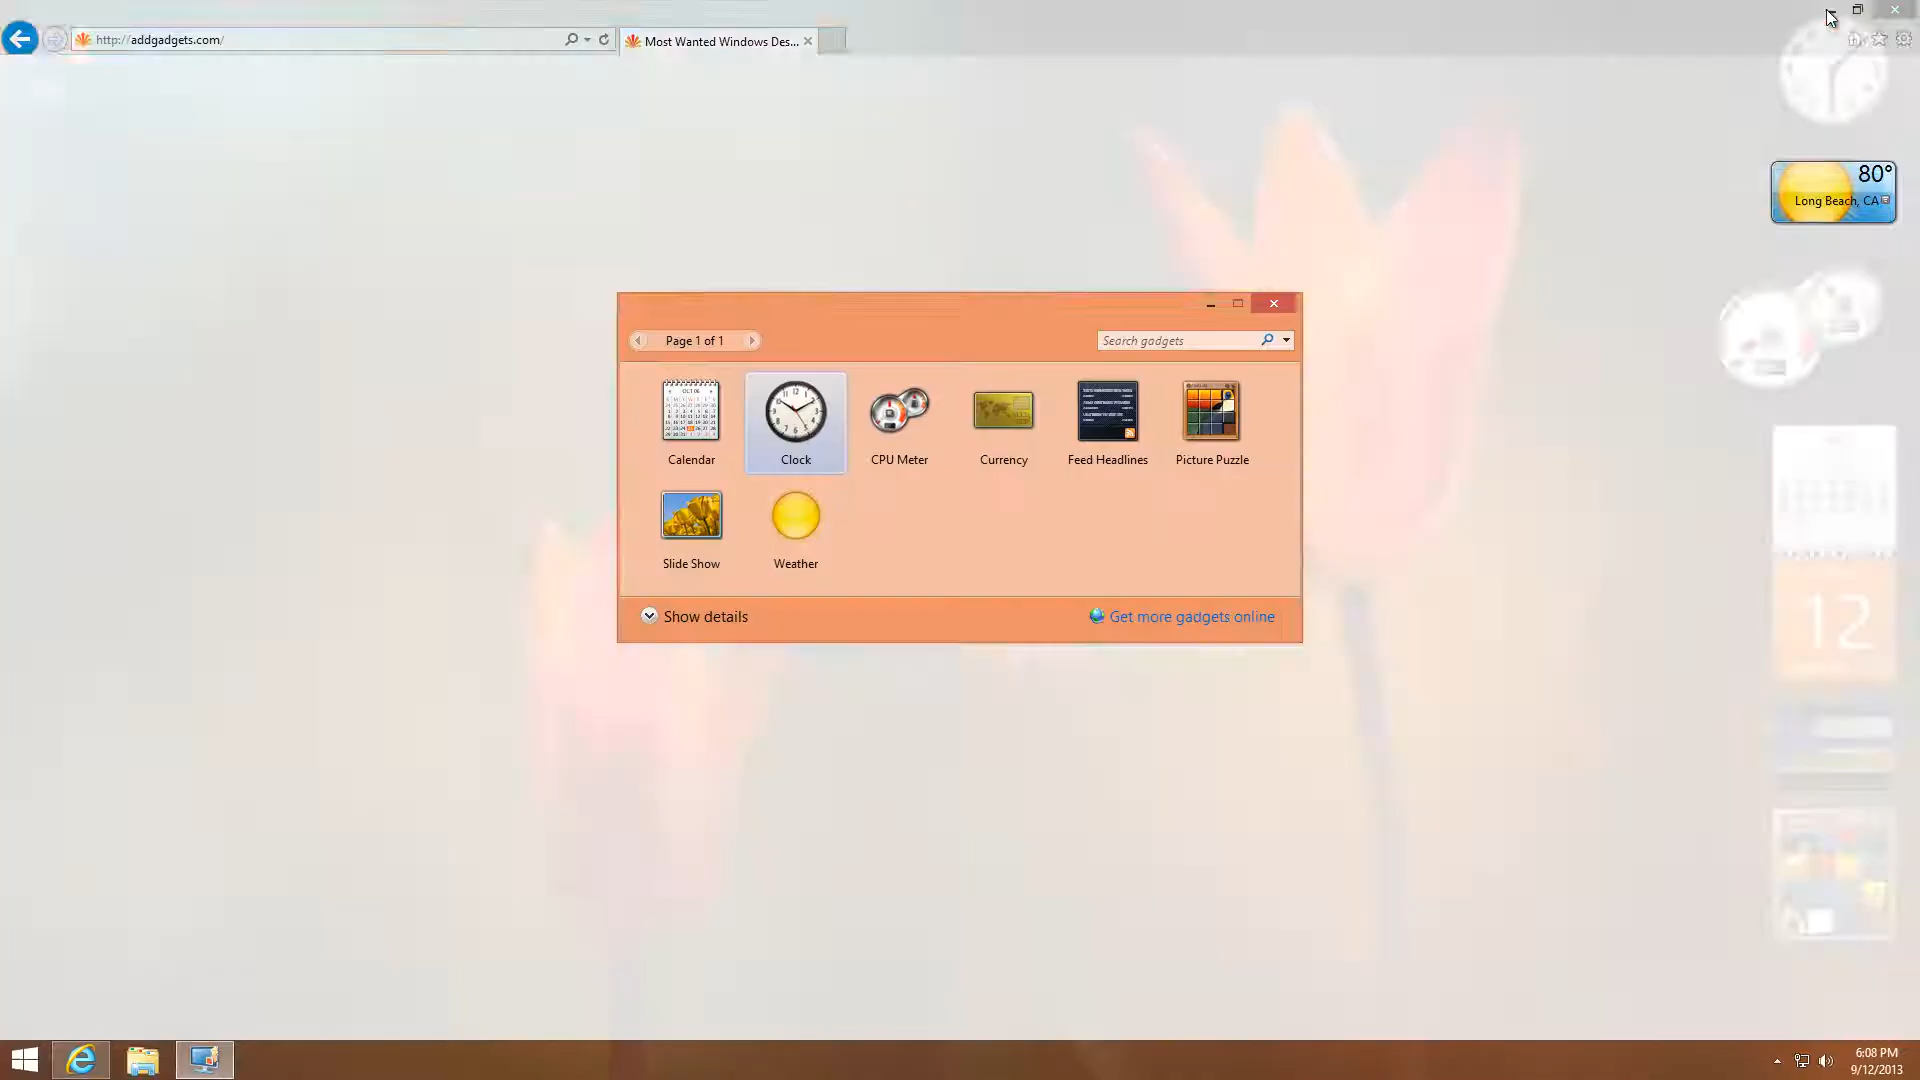 http://addgadgets.com/
Most Wanted Windows Des...
80°
Long Beach, CA
Page 1 of 1
Search gadgets
OCT 06
Calendar
Clock
CPU Meter
Currency
Feed Headlines
Picture Puzzle
Slide Show
Weather
Show details
Get more gadgets online
12
6:08 PM
9/12/2013